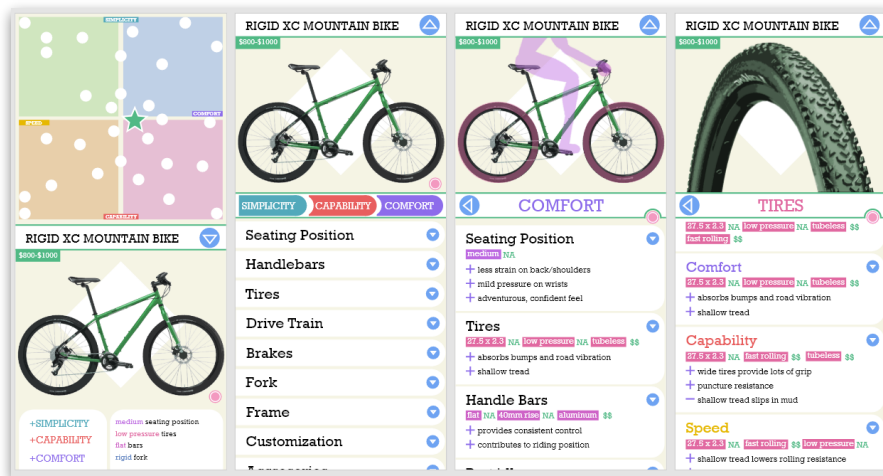 SIMPLICITY
COMFORT
SPEED
CAPABILITY
RIGID XC MOUNTAIN BIKE
$800-$1000
+SIMPLICITY
+CAPABILITY
+COMFORT
medium seating position
low pressure tires
flat bars
rigid fork
RIGID XC MOUNTAIN BIKE
$800-$1000
SIMPLICITY CAPABILITY COMFORT
Seating Position
Handlebars
Tires
Drive Train
Brakes
Fork
Frame
Customization
Accessories
RIGID XC MOUNTAIN BIKE
$800-$1000
COMFORT
Seating Position
medium NA
+ less strain on back/shoulders
+ mild pressure on wrists
+ adventurous, confident feel
Tires
27.5 x 2.3 NA low pressure NA tubeless $$
+ absorbs bumps and road vibration
+ shallow tread
Handle Bars
flat NA 40mm rise NA aluminum $$
+ provides consistent control
+ contributes to riding position
RIGID XC MOUNTAIN BIKE
$800-$1000
TIRES
27.5 x 2.3 NA low pressure NA tubeless $$
fast rolling $$
Comfort
27.5 x 2.3 NA low pressure NA tubeless $$
+ absorbs bumps and road vibration
+ shallow tread
Capability
27.5 x 2.3 NA fast rolling $$ tubeless $$
+ wide tires provide lots of grip
+ puncture resistance
− shallow tread slips in mud
Speed
27.5 x 2.3 NA fast rolling $$ low pressure NA
+ shallow tread lowers rolling resistance